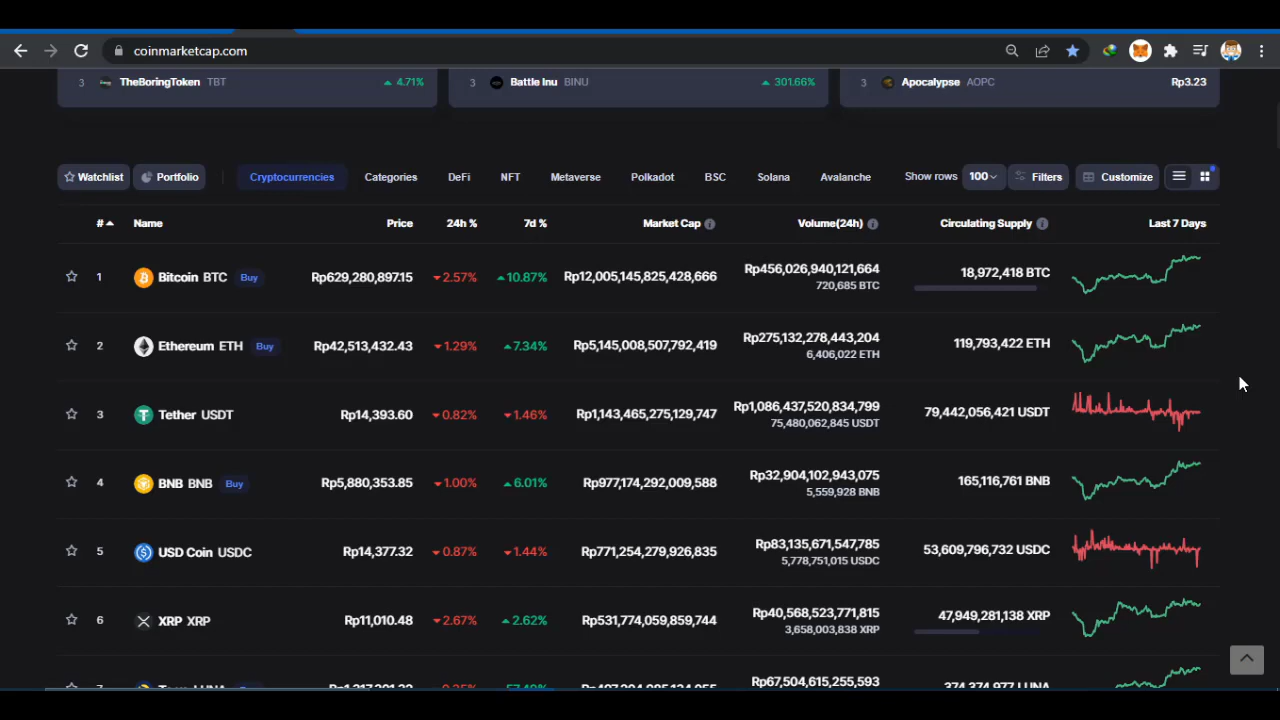 coinmarketcap.com
3 TheBoringToken TBT 4.71% 3 Battle Inu BINU 301.66% 3 Apocalypse AOPC Rp3.23
Watchlist Portfolio Cryptocurrencies Categories DeFi NFT Metaverse Polkadot BSC Solana Avalanche Show rows 100 Filters Customize
# Name Price 24h % 7d % Market Cap Volume(24h) Circulating Supply Last 7 Days
1 Bitcoin BTC Buy Rp629,280,897.15 2.57% 10.87% Rp12,005,145,825,428,666 Rp456,026,940,121,664 18,972,418 BTC
720,685 BTC
2 Ethereum ETH Buy Rp42,513,432.43 1.29% 7.34% Rp5,145,008,507,792,419 Rp275,132,278,443,204 119,793,422 ETH
6,406,022 ETH
3 Tether USDT Rp14,393.60 0.82% 1.46% Rp1,143,465,275,129,747 Rp1,086,437,520,834,799 79,442,056,421 USDT
75,480,062,845 USDT
4 BNB BNB Buy Rp5,880,353.85 1.00% 6.01% Rp977,174,292,009,588 Rp32,904,102,943,075 165,116,761 BNB
5,559,928 BNB
5 USD Coin USDC Rp14,377.32 0.87% 1.44% Rp771,254,279,926,835 Rp83,135,671,547,785 53,609,796,732 USDC
5,778,751,015 USDC
6 XRP XRP Rp11,010.48 2.67% 2.62% Rp531,774,059,859,744 Rp40,568,523,771,815 47,949,281,138 XRP
3,658,003,838 XRP
LUNA Rp67,504,615,255,593 374,374,977 LUNA